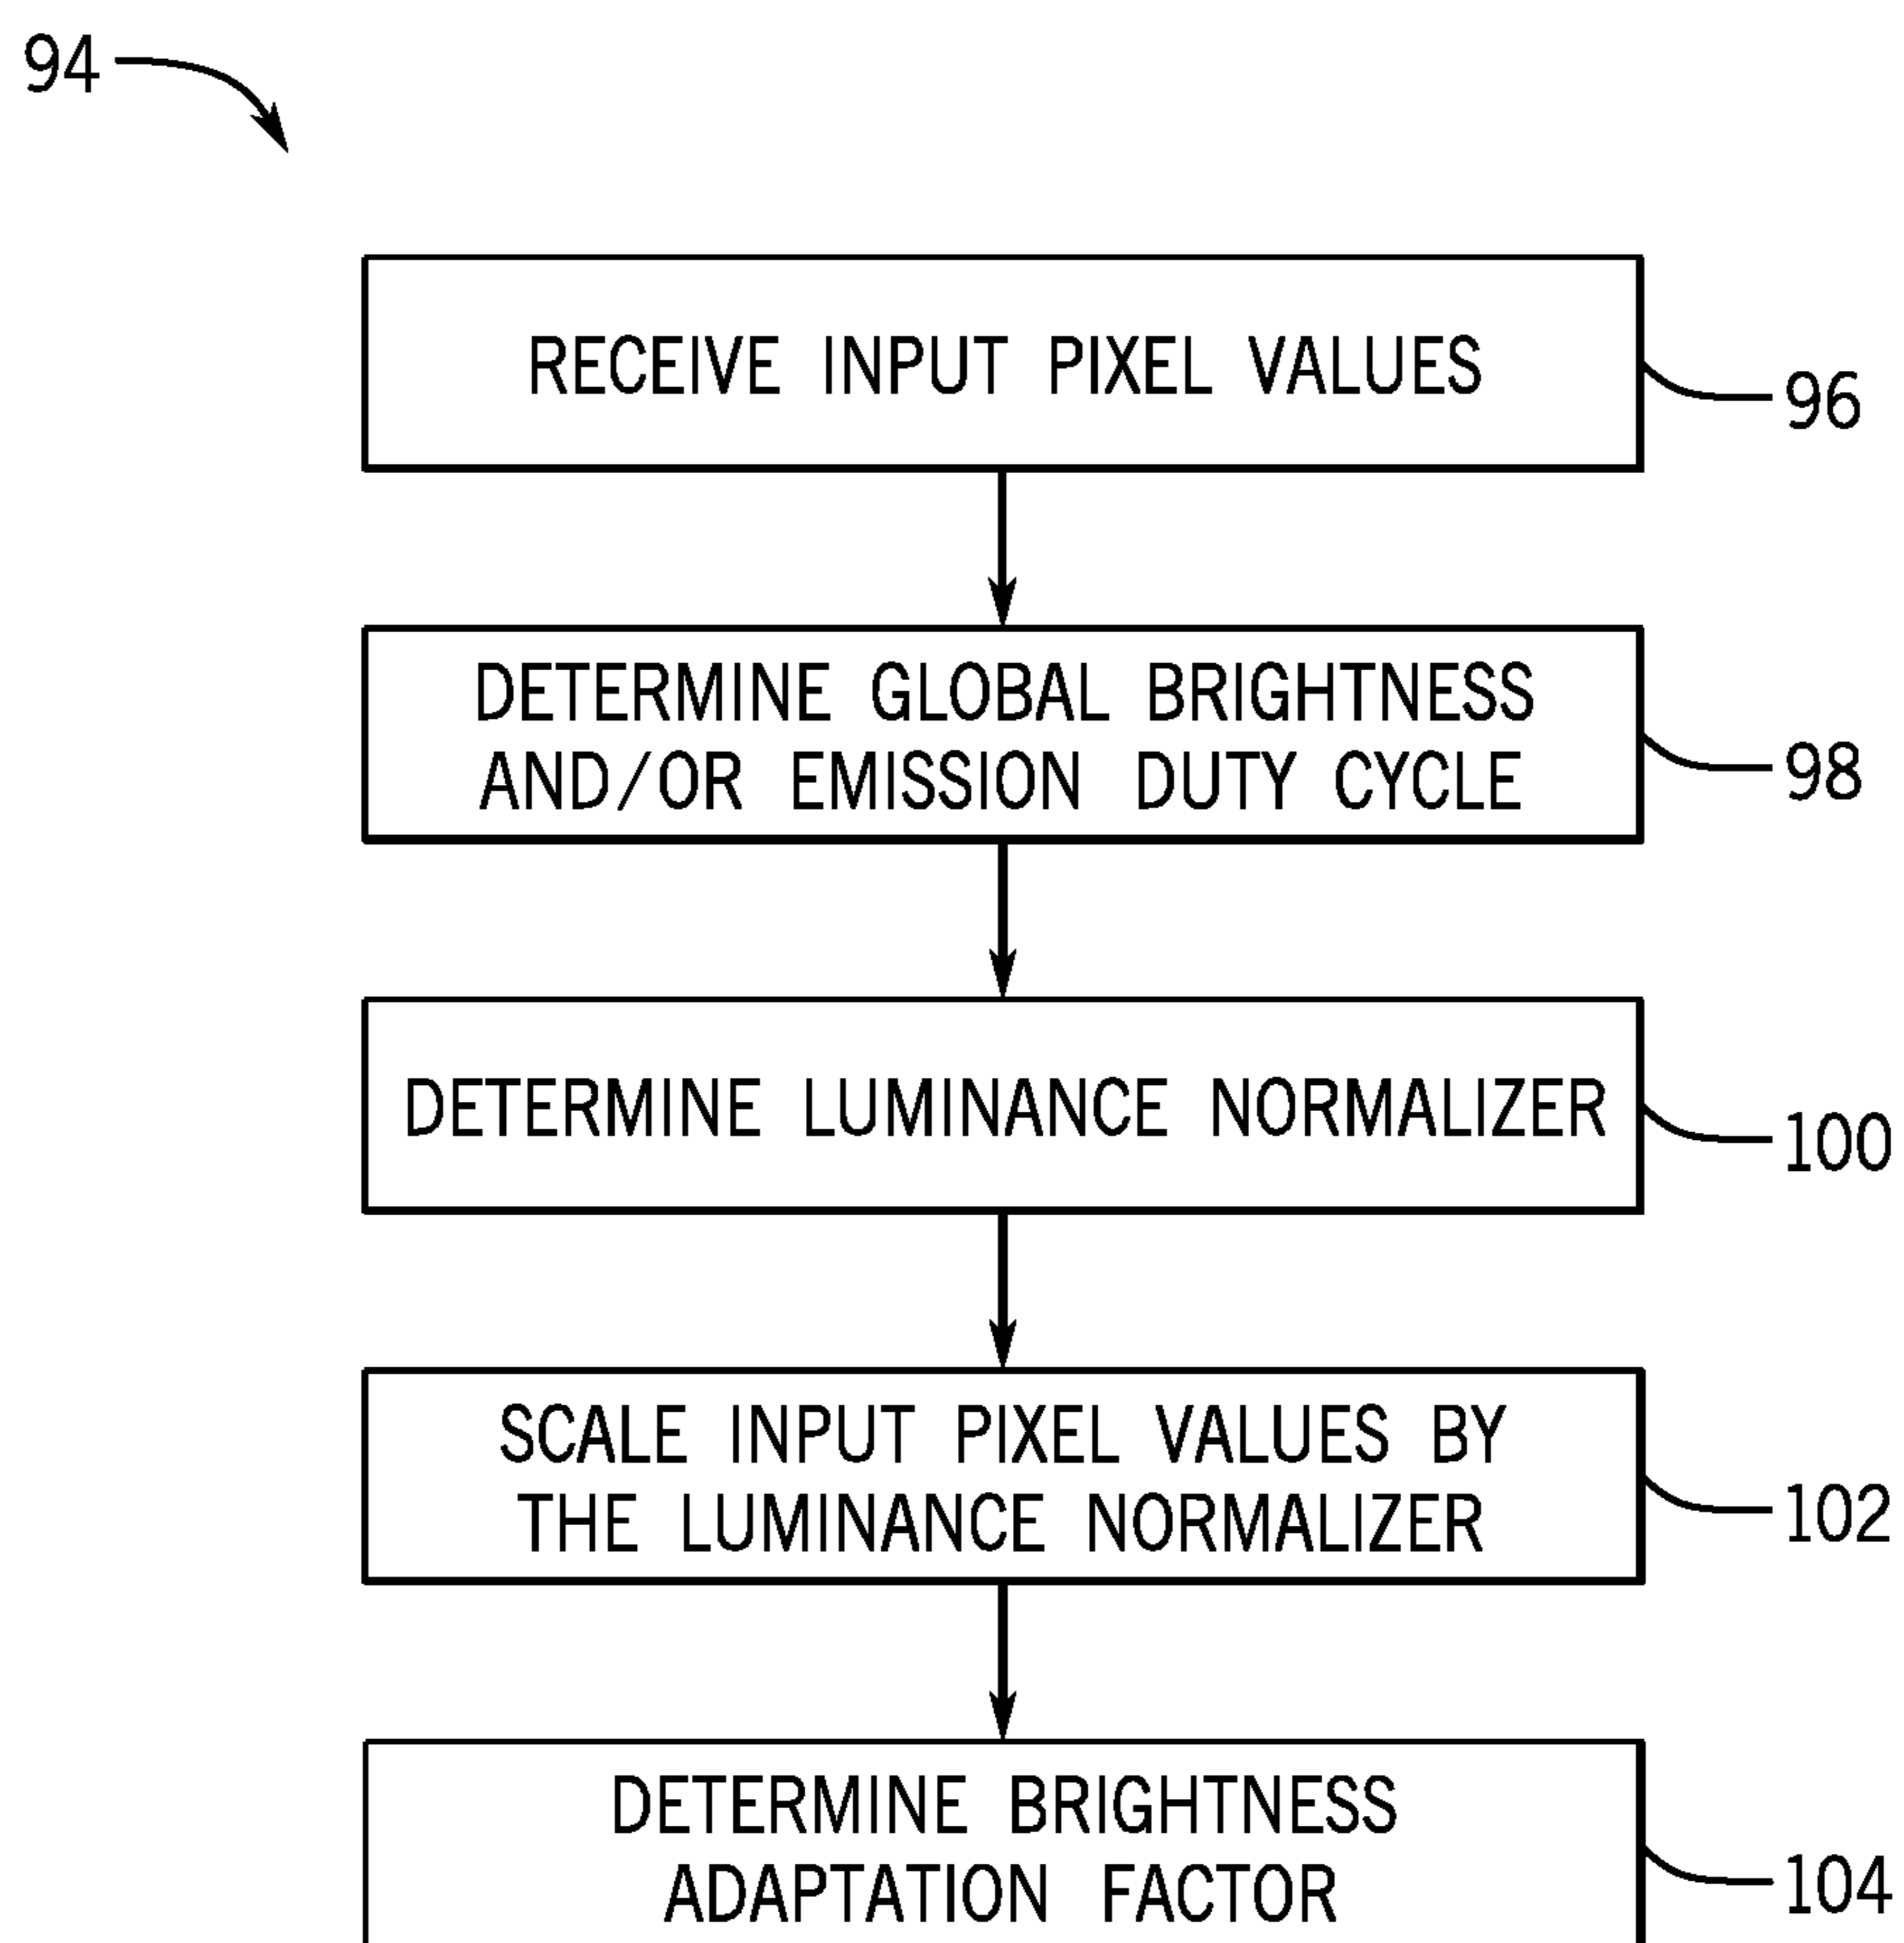 94
RECEIVE INPUT PIXEL VALUES
96
DETERMINE GLOBAL BRIGHTNESS
AND/OR EMISSION DUTY CYCLE
98
DETERMINE LUMINANCE NORMALIZER
100
SCALE INPUT PIXEL VALUES BY
THE LUMINANCE NORMALIZER
102
DETERMINE BRIGHTNESS
ADAPTATION FACTOR
104